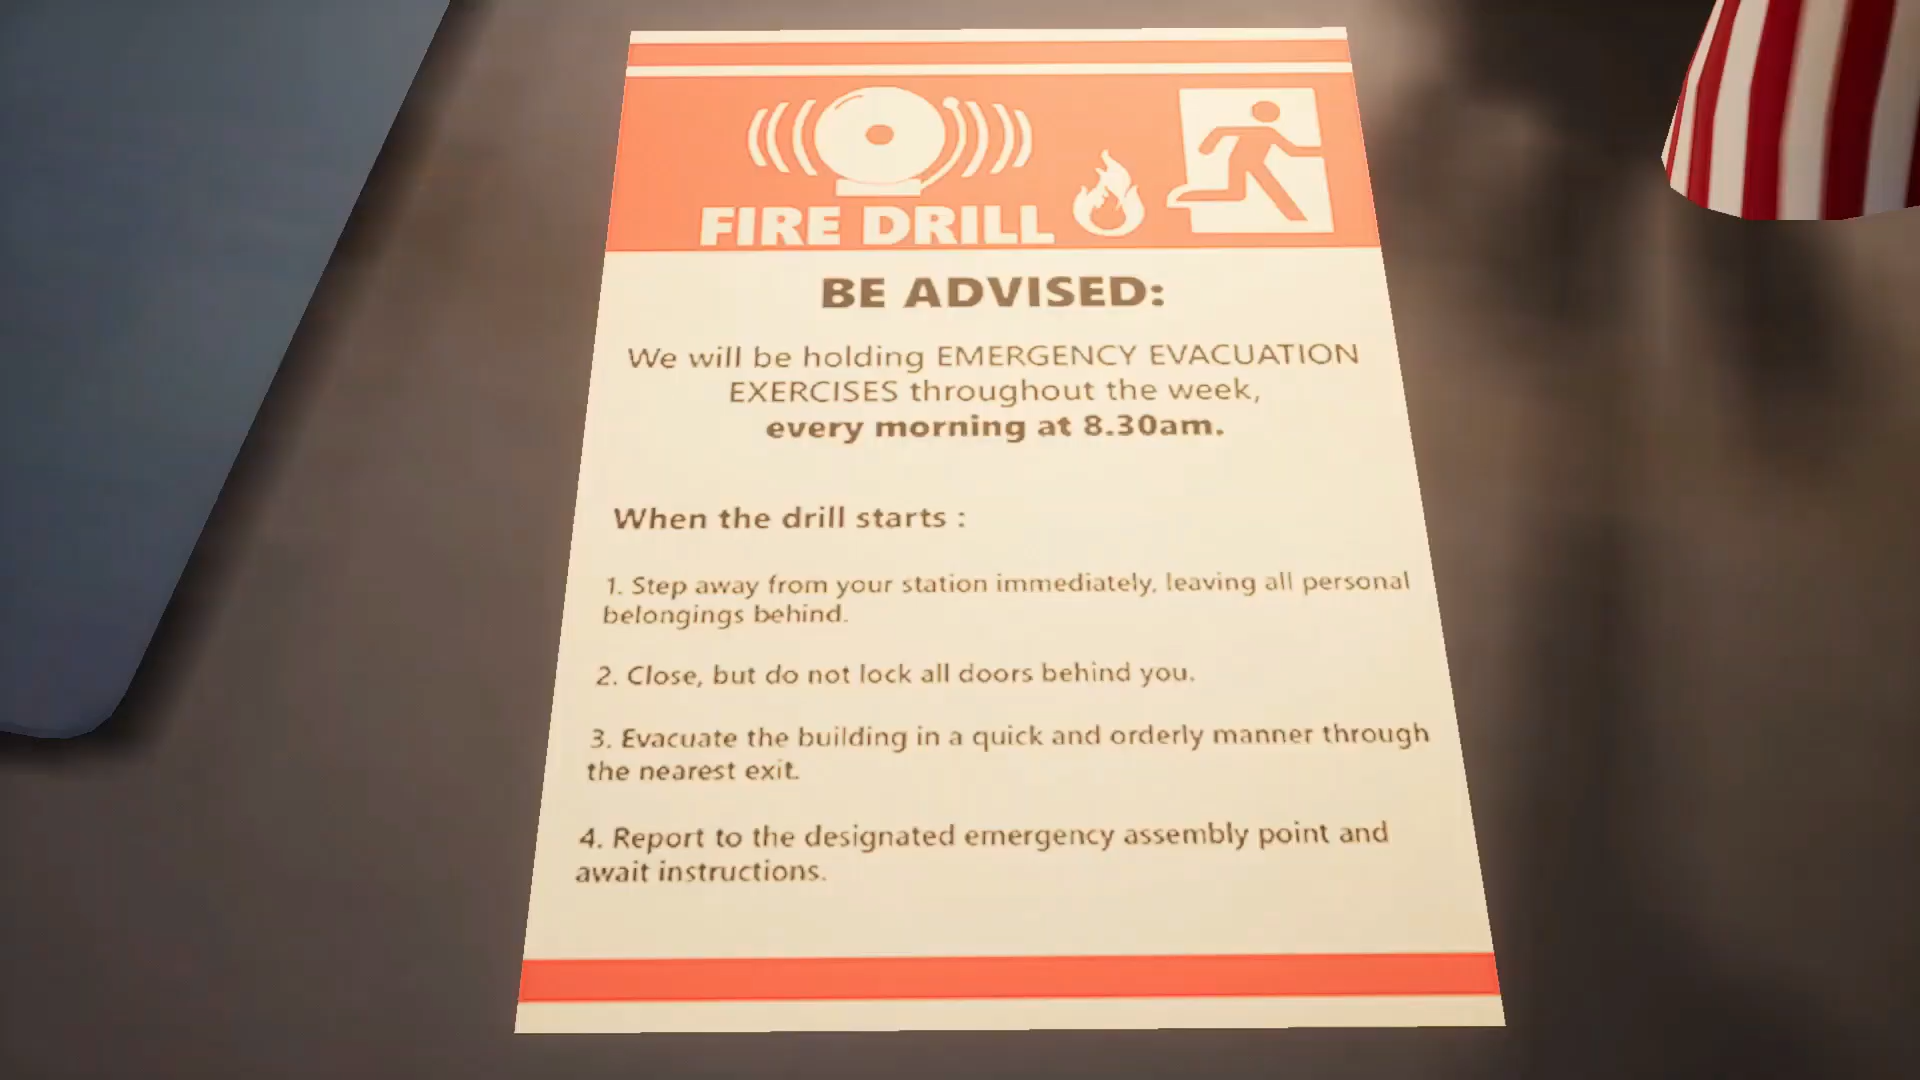 FIRE DRILL
BE ADVISED:
We will be holding EMERGENCY EVACUATION
EXERCISES throughout the week,
every morning at 8.30am.
When the drill starts :
1. Step away from your station immediately, leaving all personal
belongings behind.
2. Close, but do not lock all doors behind you.
3. Evacuate the building in a quick and orderly manner through
the nearest exit.
4. Report to the designated emergency assembly point and
await instructions.